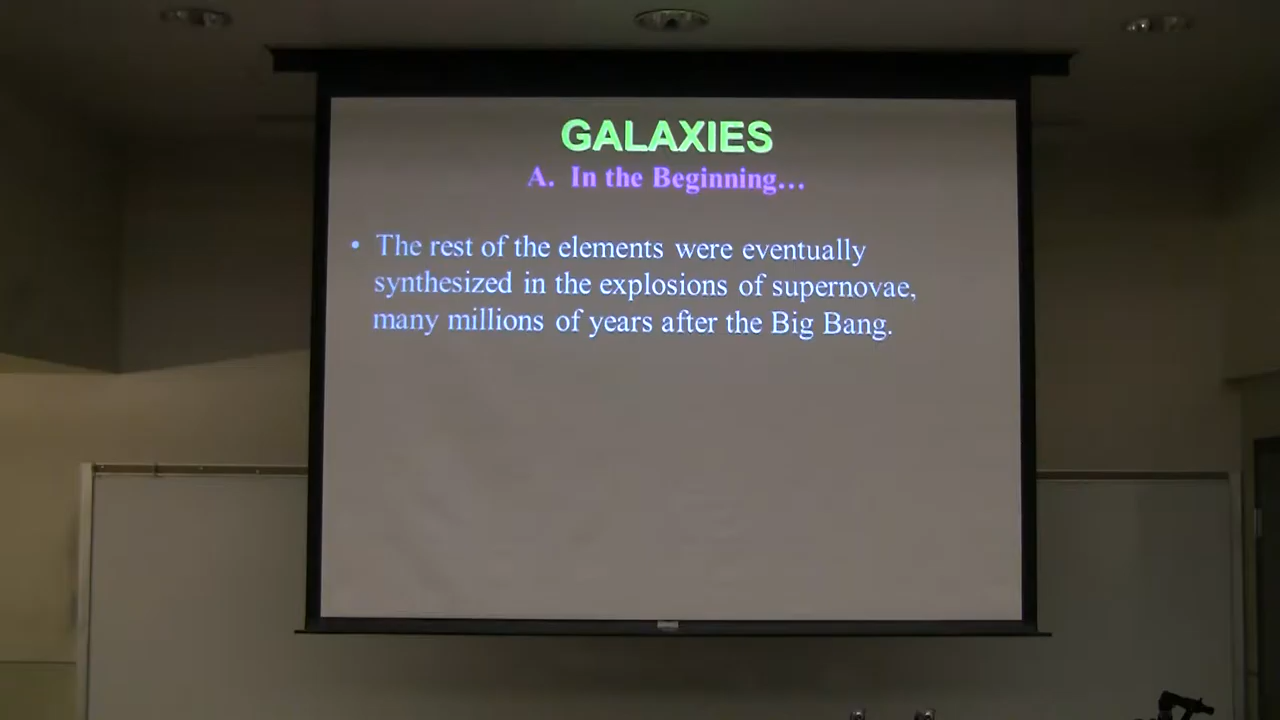 GALAXIES
A. In the Beginning…
• The rest of the elements were eventually
synthesized in the explosions of supernovae,
many millions of years after the Big Bang.